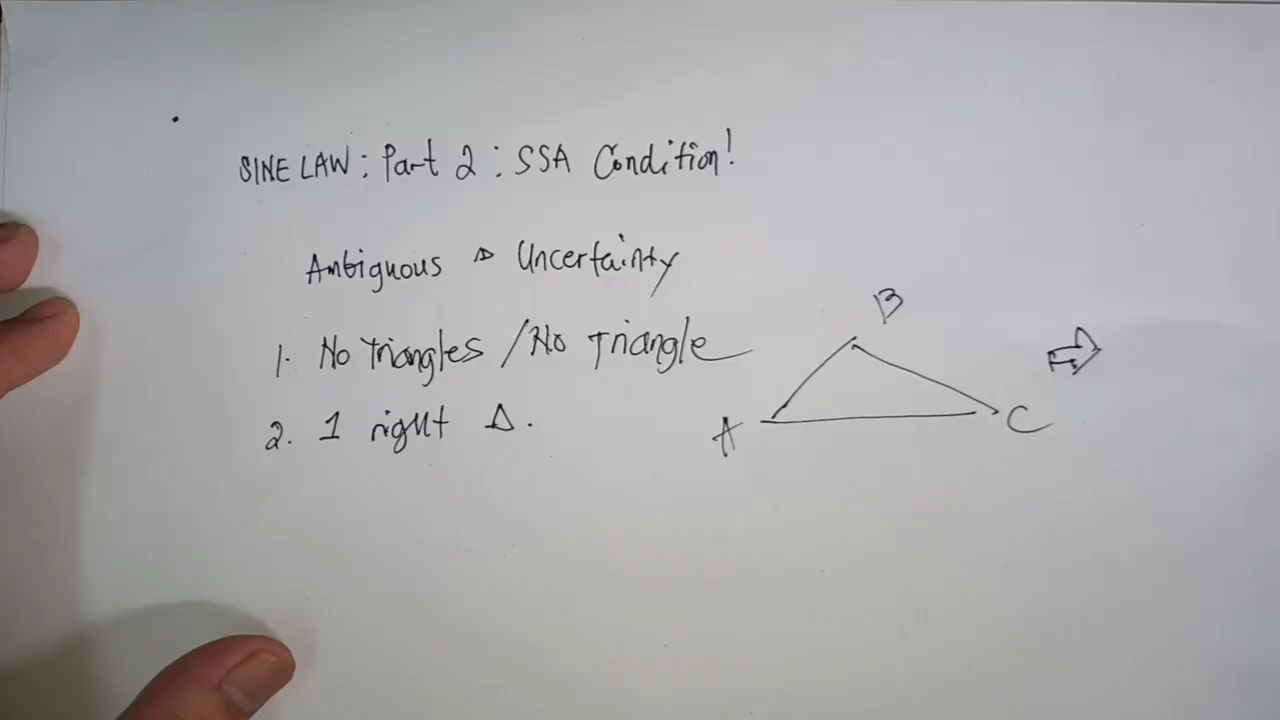 SINE LAW : Part 2 : SSA Condition!
Ambiguous ▷ Uncertainty
1. No triangles / No Triangle
2. 1 right Δ.
B
A
C